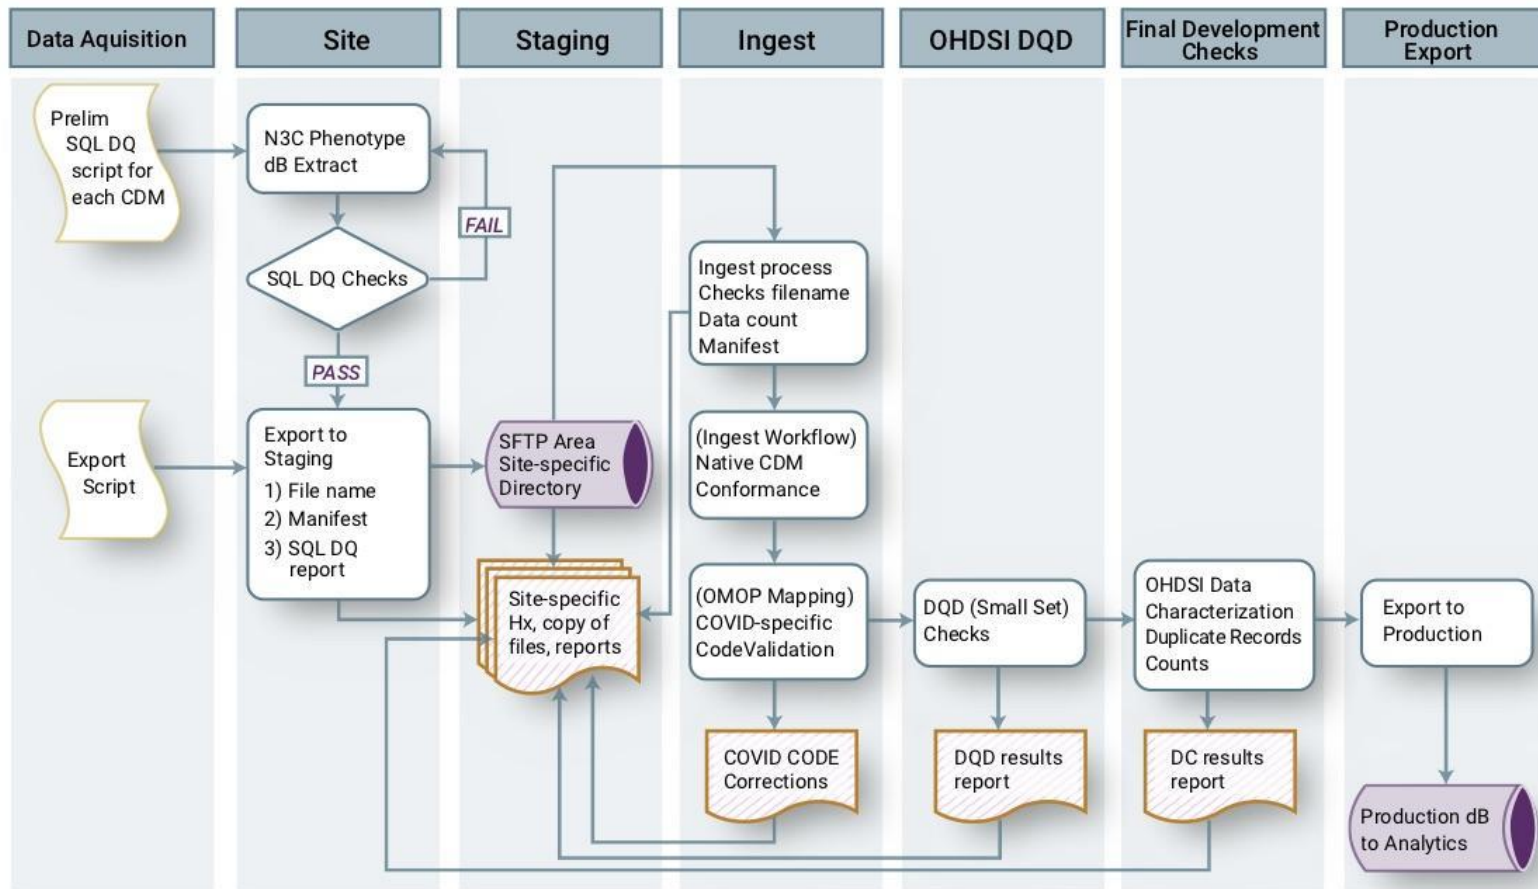 Data Aquisition
Site
Staging
Ingest
OHDSI DQD
Final Development
Checks
Production
Export
Prelim
SQL DQ
script for
each CDM
N3C Phenotype
dB Extract
FAIL
SQL DQ Checks
PASS
Export
Script
Export to
Staging
1) File name
2) Manifest
3) SQL DQ
report
SFTP Area
Site-specific
Directory
Site-specific
Hx, copy of
files, reports
Ingest process
Checks filename
Data count
Manifest
(Ingest Workflow)
Native CDM
Conformance
(OMOP Mapping)
COVID-specific
CodeValidation
COVID CODE
Corrections
DQD (Small Set)
Checks
DQD results
report
OHDSI Data
Characterization
Duplicate Records
Counts
DC results
report
Export to
Production
Production dB
to Analytics